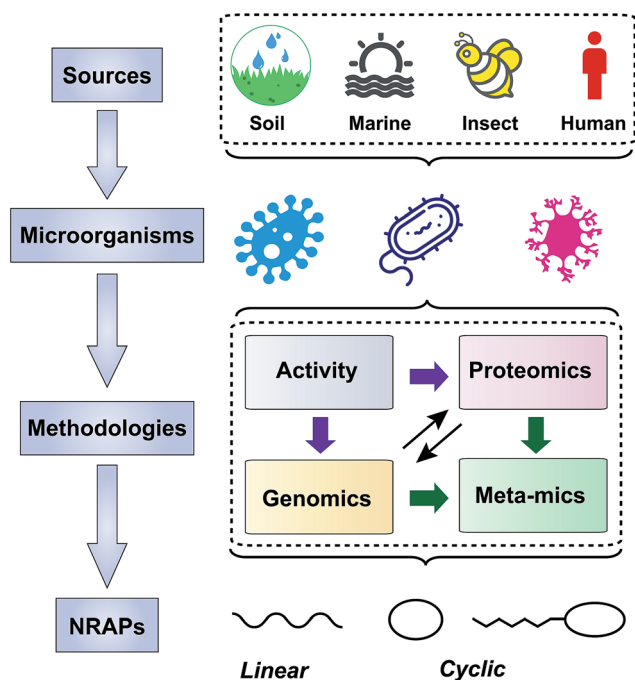 Sources
Soil
Marine
Insect
Human
Microorganisms
Methodologies
Activity
Proteomics
Genomics
Meta-mics
NRAPs
Linear
Cyclic